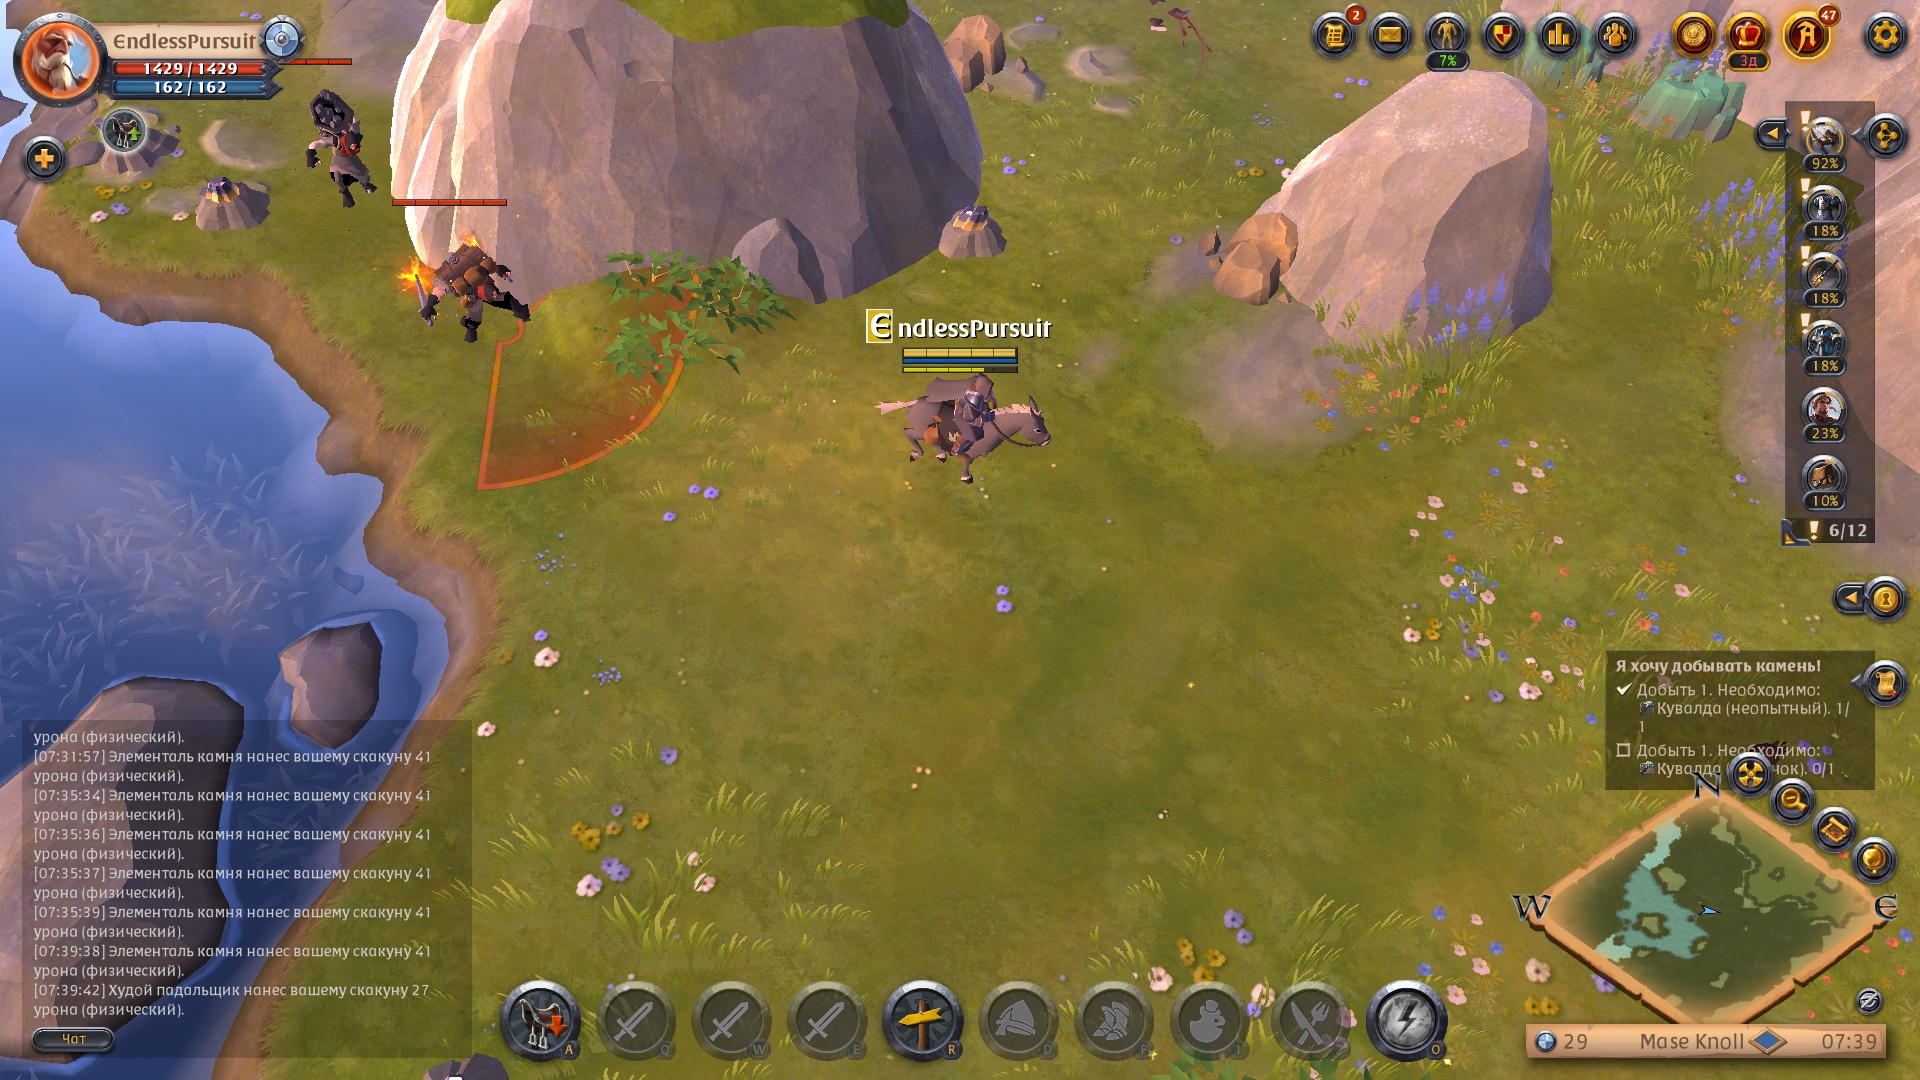 EndlessPursuit
1429 / 1429
162 / 162
2
7%
3д
47
92%
18%
18%
18%
23%
10%
6/12
EndlessPursuit
Я хочу добывать камень!
Добыть 1. Необходимо:
Кувалда (неопытный). 1/
1
Добыть 1. Необходимо:
Кувалда
чок). 0/1
N
W
E
29
Mase Knoll
07:39
урона (физический).
[07:31:57] Элементаль камня нанес вашему скакуну 41
урона (физический).
[07:35:34] Элементаль камня нанес вашему скакуну 41
урона (физический).
[07:35:36] Элементаль камня нанес вашему скакуну 41
урона (физический).
[07:35:37] Элементаль камня нанес вашему скакуну 41
урона (физический).
[07:35:39] Элементаль камня нанес вашему скакуну 41
урона (физический).
[07:39:38] Элементаль камня нанес вашему скакуну 41
урона (физический).
[07:39:42] Худой падальщик нанес вашему скакуну 27
урона (физический).
Чат
A
Q
W
E
R
D
F
1
O